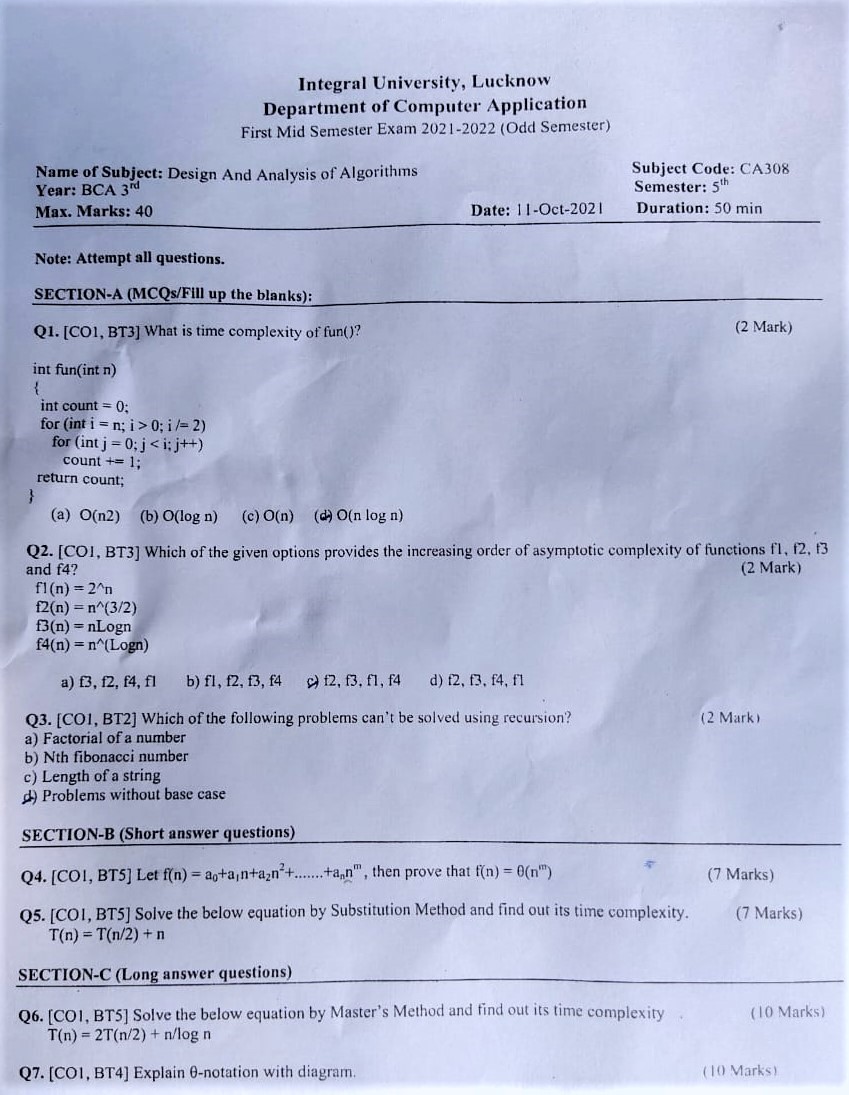 Integral University, Lucknow
Department of Computer Application
First Mid Semester Exam 2021-2022 (Odd Semester)
Name of Subject: Design And Analysis of Algorithms Subject Code: CA308
Year: BCA 3rd Semester: 5th
Max. Marks: 40 Date: 11-Oct-2021 Duration: 50 min
Note: Attempt all questions.
SECTION-A (MCQs/Fill up the blanks):
Q1. [CO1, BT3] What is time complexity of fun()? (2 Mark)
int fun(int n)
{
int count = 0;
for (int i = n; i > 0; i /= 2)
for (int j = 0; j < i; j++)
count += 1;
return count;
}
(a) O(n2) (b) O(log n) (c) O(n) (d) O(n log n)
Q2. [CO1, BT3] Which of the given options provides the increasing order of asymptotic complexity of functions f1, f2, f3
and f4? (2 Mark)
f1(n) = 2^n
f2(n) = n^(3/2)
f3(n) = nLogn
f4(n) = n^(Logn)
a) f3, f2, f4, f1 b) f1, f2, f3, f4 c) f2, f3, f1, f4 d) f2, f3, f4, f1
Q3. [CO1, BT2] Which of the following problems can't be solved using recursion? (2 Mark)
a) Factorial of a number
b) Nth fibonacci number
c) Length of a string
d) Problems without base case
SECTION-B (Short answer questions)
Q4. [CO1, BT5] Let f(n) = a₀+a₁n+a₂n²+.......+aₙnᵐ, then prove that f(n) = θ(nᵐ) (7 Marks)
Q5. [CO1, BT5] Solve the below equation by Substitution Method and find out its time complexity. (7 Marks)
T(n) = T(n/2) + n
SECTION-C (Long answer questions)
Q6. [CO1, BT5] Solve the below equation by Master's Method and find out its time complexity (10 Marks)
T(n) = 2T(n/2) + n/log n
Q7. [CO1, BT4] Explain θ-notation with diagram. (10 Marks)